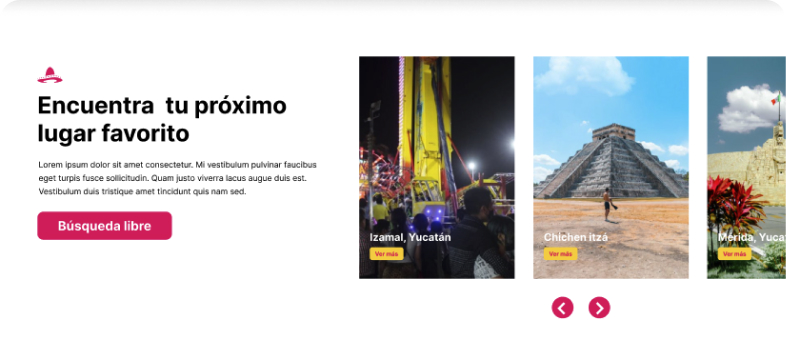 Encuentra tu próximo
lugar favorito
Lorem ipsum dolor sit amet consectetur. Mi vestibulum pulvinar faucibus
eget turpis fusce sollicitudin. Quam justo viverra lacus augue duis est.
Vestibulum duis tristique amet tincidunt quis nam sed.
Búsqueda libre
Izamal, Yucatán
Ver más
Chichen itzá
Ver más
Mérida, Yuca
Ver más